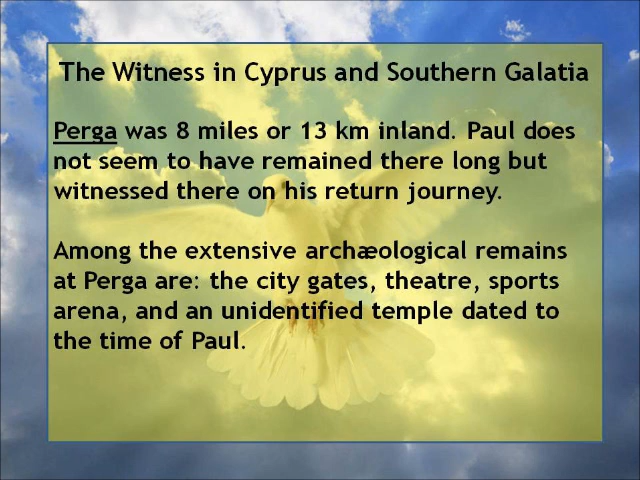 The Witness in Cyprus and Southern Galatia
Perga was 8 miles or 13 km inland. Paul does
not seem to have remained there long but
witnessed there on his return journey.
Among the extensive archæological remains
at Perga are: the city gates, theatre, sports
arena, and an unidentified temple dated to
the time of Paul.